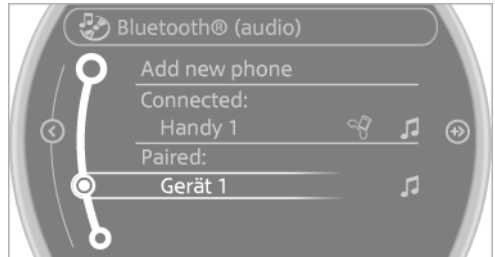 Bluetooth® (audio)
Add new phone
Connected:
Handy 1
Paired:
Gerät 1